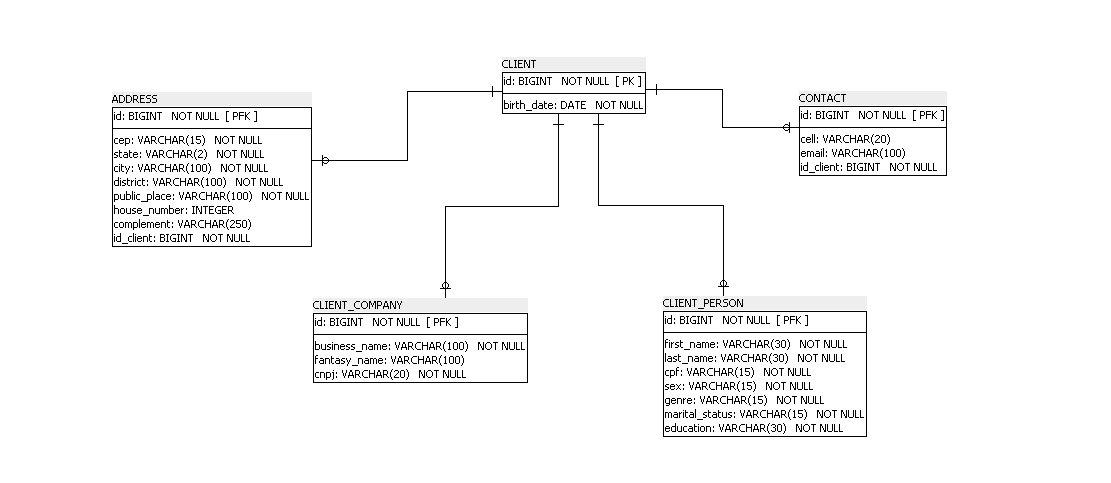 CLIENT
id: BIGINT NOT NULL [ PK ]
birth_date: DATE NOT NULL
ADDRESS
id: BIGINT NOT NULL [ PFK ]
cep: VARCHAR(15) NOT NULL
state: VARCHAR(2) NOT NULL
city: VARCHAR(100) NOT NULL
district: VARCHAR(100) NOT NULL
public_place: VARCHAR(100) NOT NULL
house_number: INTEGER
complement: VARCHAR(250)
id_client: BIGINT NOT NULL
CONTACT
id: BIGINT NOT NULL [ PFK ]
cell: VARCHAR(20)
email: VARCHAR(100)
id_client: BIGINT NOT NULL
CLIENT_COMPANY
id: BIGINT NOT NULL [ PFK ]
business_name: VARCHAR(100) NOT NULL
fantasy_name: VARCHAR(100)
cnpj: VARCHAR(20) NOT NULL
CLIENT_PERSON
id: BIGINT NOT NULL [ PFK ]
first_name: VARCHAR(30) NOT NULL
last_name: VARCHAR(30) NOT NULL
cpf: VARCHAR(15) NOT NULL
sex: VARCHAR(15) NOT NULL
genre: VARCHAR(15) NOT NULL
marital_status: VARCHAR(15) NOT NULL
education: VARCHAR(30) NOT NULL